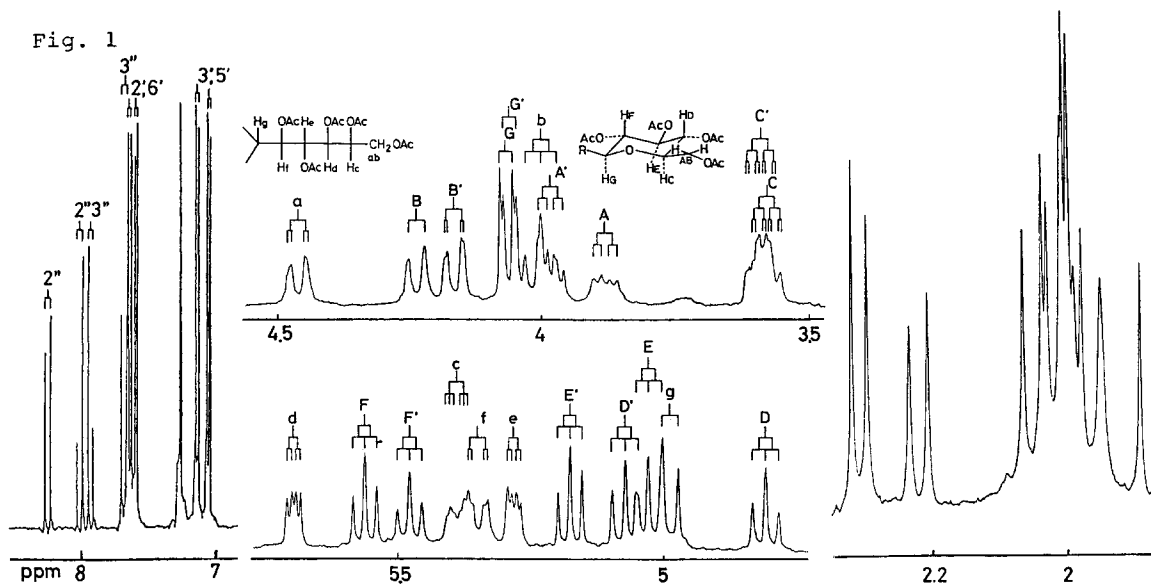 Fig. 1
3"
2',6'
3',5'
2" 3"
2"
Hg OAc He OAc OAc
CH₂OAc
ab
Hf OAc Hd Hc
a
B
B'
G'
G
b
A'
A
HF AcO HD
AcO OAc
R O H H
AB OAc
HE
HG HC
C'
C
4.5 4 3.5
d
F
F'
c
f
e
E'
D'
E
g
D
ppm 8 7
5.5 5
2.2 2